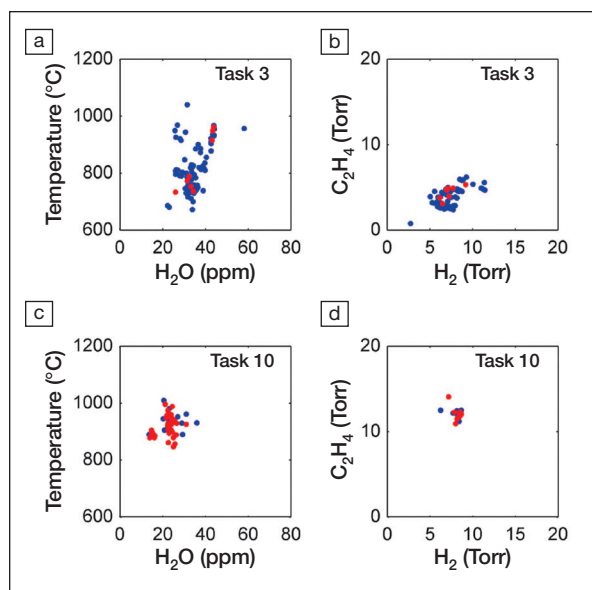 a
Task 3
Temperature (°C)
1200
1000
800
600
0 20 40 60 80
H₂O (ppm)
b
Task 3
C₂H₄ (Torr)
20
10
0
0 5 10 15 20
H₂ (Torr)
c
Task 10
Temperature (°C)
1200
1000
800
600
0 20 40 60 80
H₂O (ppm)
d
Task 10
C₂H₄ (Torr)
20
10
0
0 5 10 15 20
H₂ (Torr)